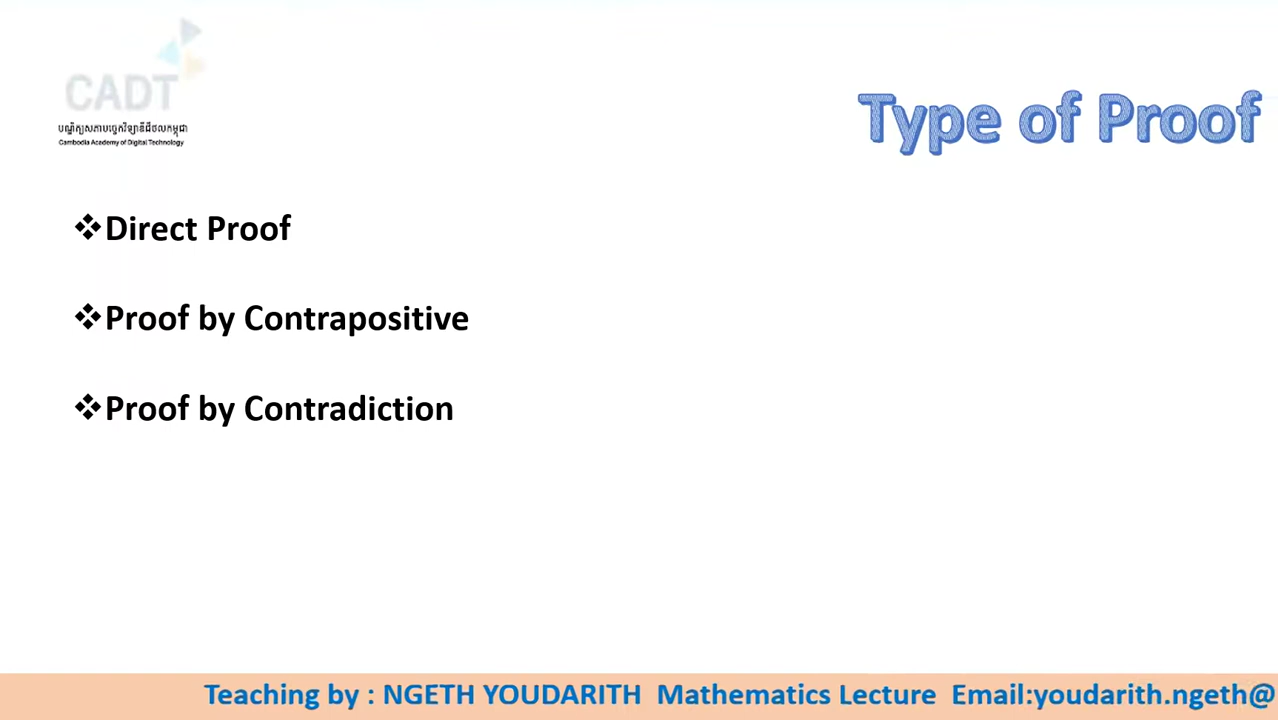 CADT
បណ្ឌិត្យសភាបច្ចេកវិទ្យាឌីជីថលកម្ពុជា
Cambodia Academy of Digital Technology
Type of Proof
❖Direct Proof
❖Proof by Contrapositive
❖Proof by Contradiction
Teaching by : NGETH YOUDARITH  Mathematics Lecture  Email:youdarith.ngeth@